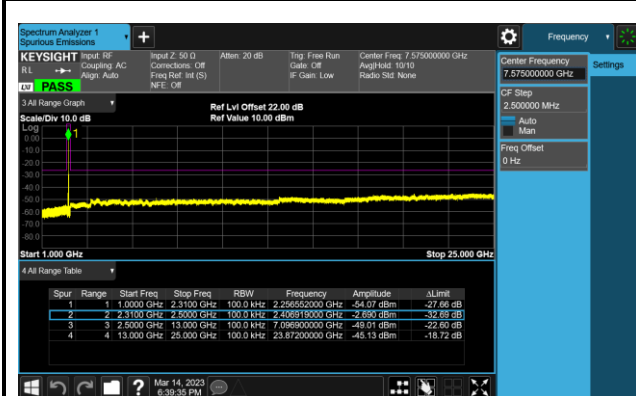 Spectrum Analyzer 1
Spurious Emissions
Frequency
KEYSIGHT Input: RF Input Z: 50 Ω Atten: 20 dB Trig: Free Run Center Freq: 7.575000000 GHz
RL Coupling: AC Corrections: Off Gate: Off Avg|Hold: 10/10
Align: Auto Freq Ref: Int (S) IF Gain: Low Radio Std: None
NFE: Off
LXI PASS
Center Frequency
7.575000000 GHz
Settings
CF Step
2.500000 MHz
Auto
Man
Freq Offset
0 Hz
3 All Range Graph
Ref Lvl Offset 22.00 dB
Scale/Div 10.0 dB Ref Value 10.00 dBm
Log
1
0.00
-10.0
-20.0
-30.0
-40.0
-50.0
-60.0
-70.0
-80.0
Start 1.000 GHz Stop 25.000 GHz
4 All Range Table
Spur Range Start Freq Stop Freq RBW Frequency Amplitude ΔLimit
1 1 1.0000 GHz 2.3100 GHz 100.0 kHz 2.256552000 GHz -54.07 dBm -27.66 dB
2 2 2.3100 GHz 2.5000 GHz 100.0 kHz 2.406919000 GHz -2.690 dBm -32.69 dB
3 3 2.5000 GHz 13.000 GHz 100.0 kHz 7.096900000 GHz -49.01 dBm -22.60 dB
4 4 13.000 GHz 25.000 GHz 100.0 kHz 23.87200000 GHz -45.13 dBm -18.72 dB
? Mar 14, 2023
6:39:35 PM